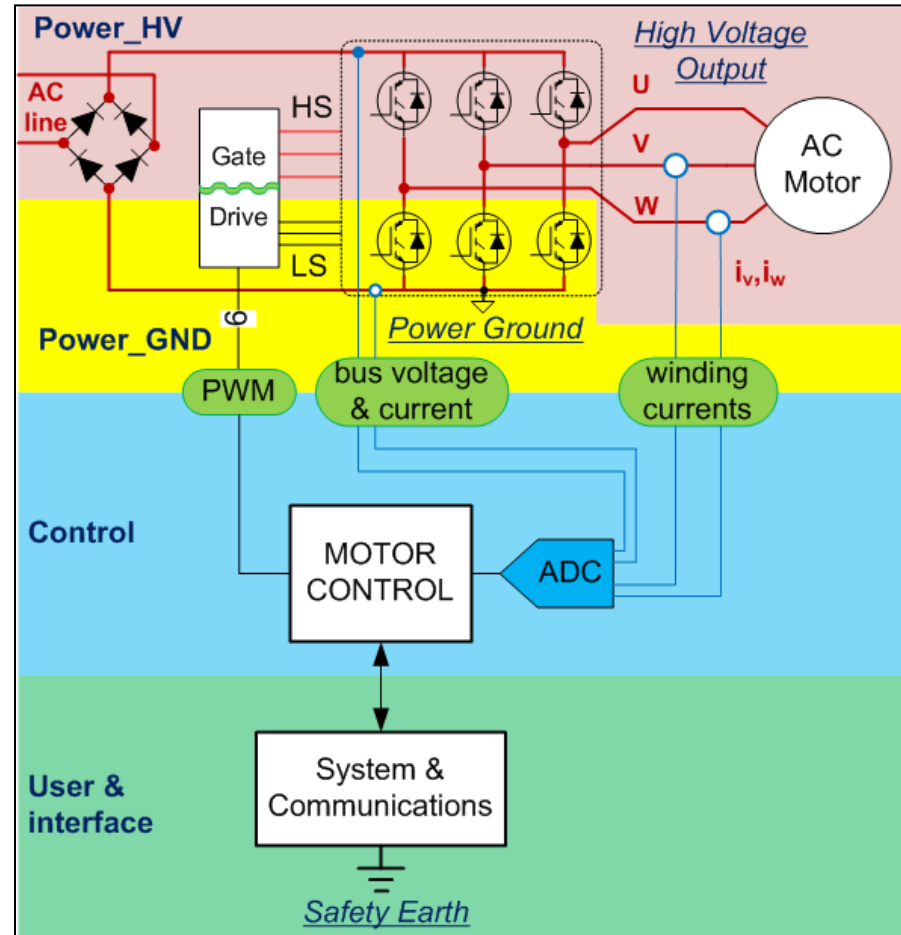 Power_HV
High Voltage
Output
AC
line
HS
U
Gate
V
AC
Motor
Drive
W
LS
iv,iw
6
Power Ground
Power_GND
PWM
bus voltage
& current
winding
currents
Control
MOTOR
CONTROL
ADC
System &
Communications
User &
interface
Safety Earth